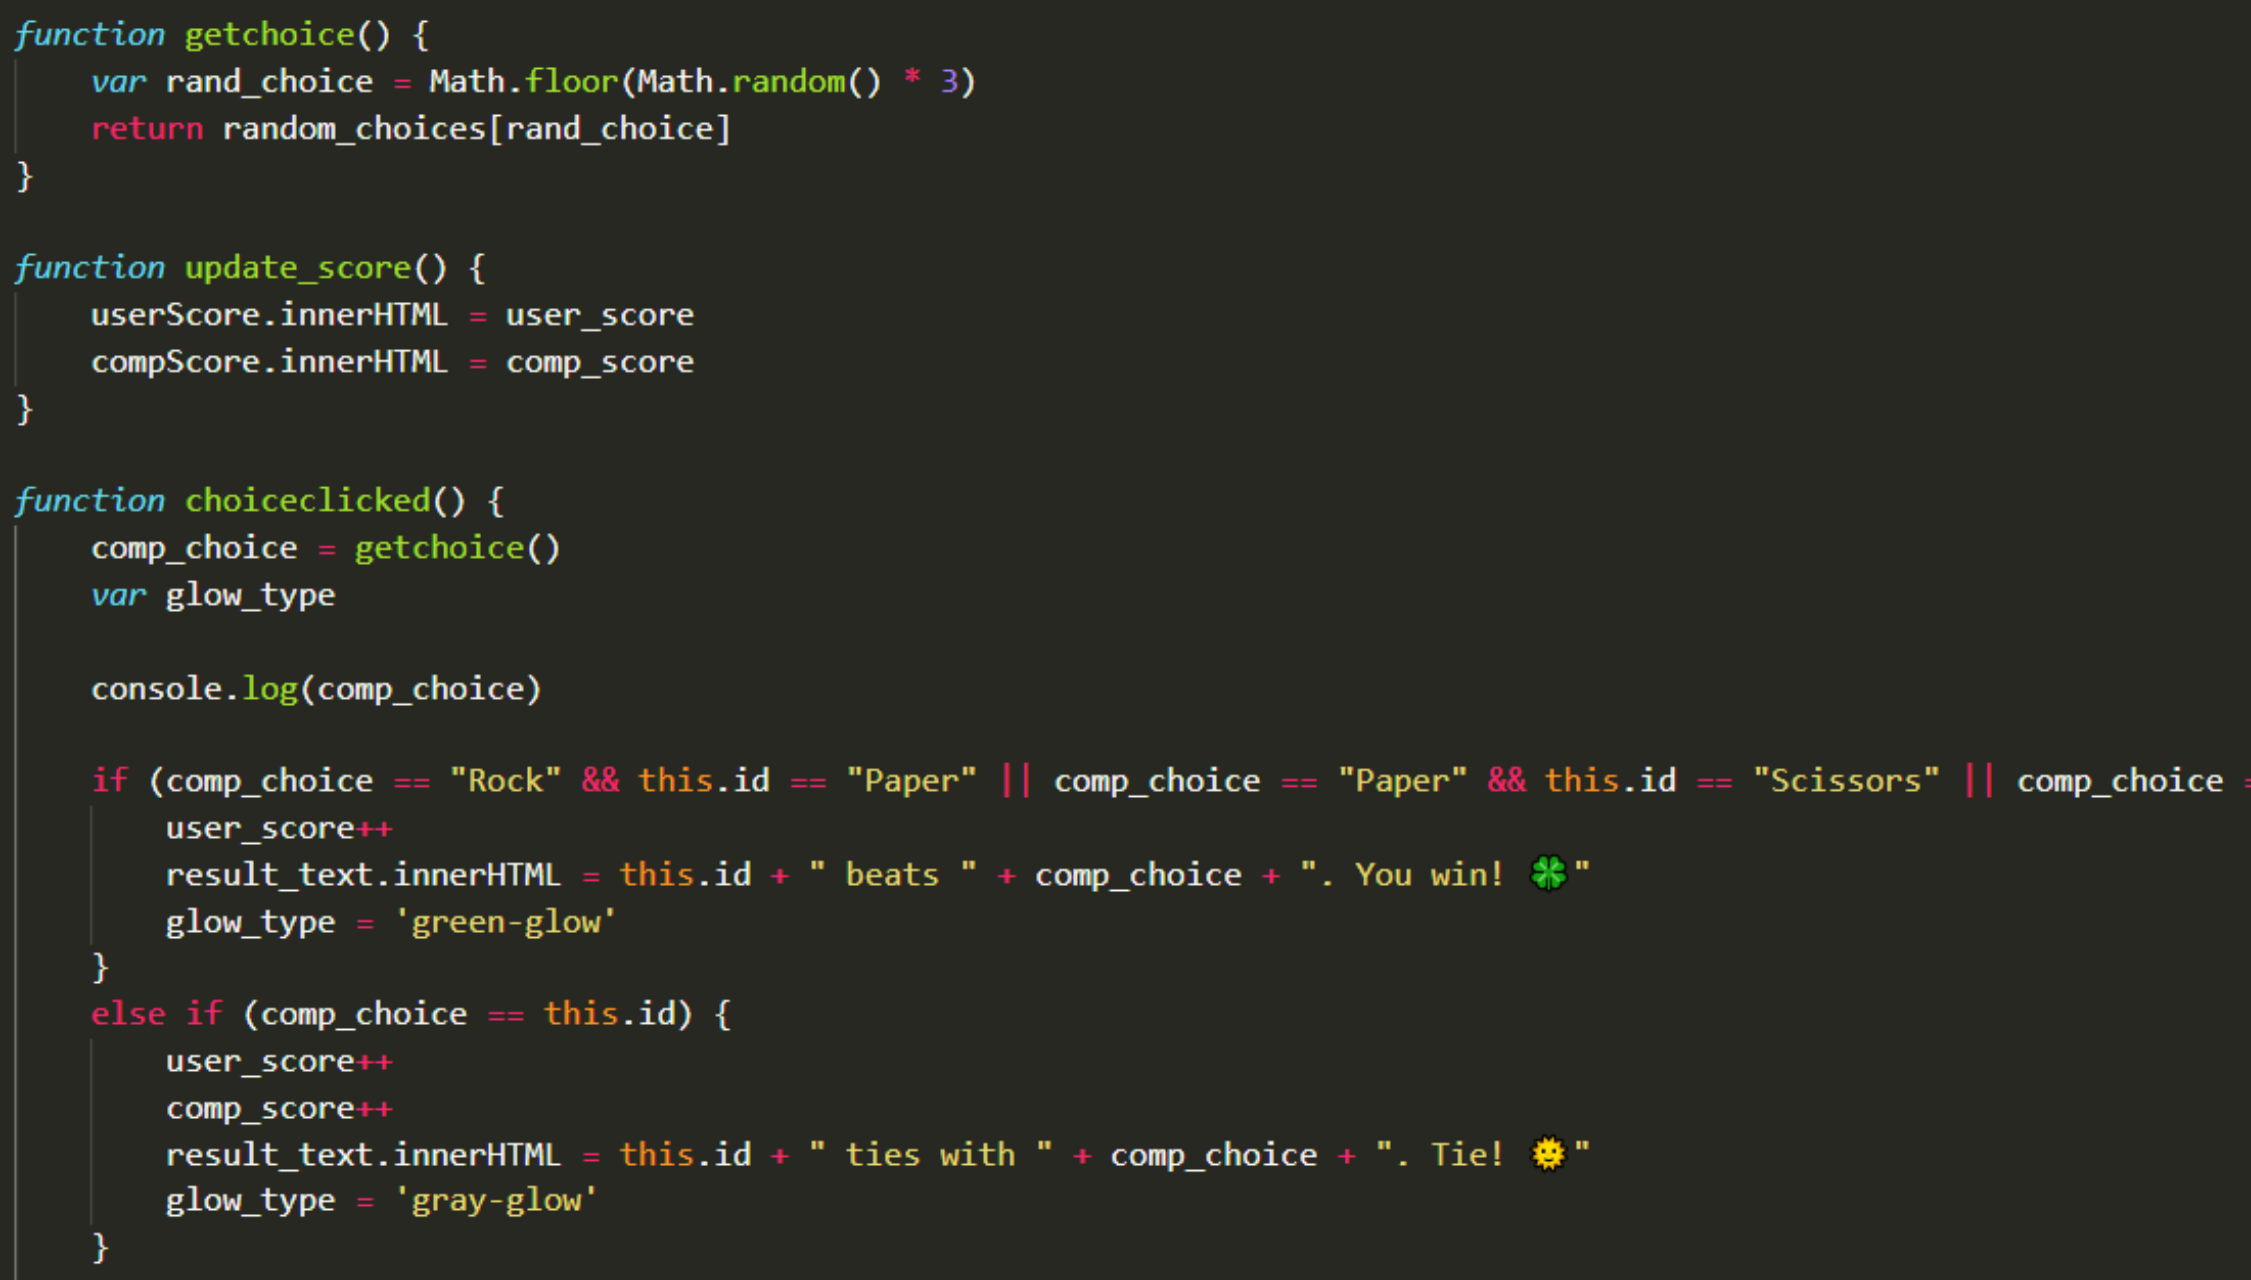 function getchoice() {
    var rand_choice = Math.floor(Math.random() * 3)
    return random_choices[rand_choice]
}

function update_score() {
    userScore.innerHTML = user_score
    compScore.innerHTML = comp_score
}

function choiceclicked() {
    comp_choice = getchoice()
    var glow_type

    console.log(comp_choice)

    if (comp_choice == "Rock" && this.id == "Paper" || comp_choice == "Paper" && this.id == "Scissors" || comp_choice =
        user_score++
        result_text.innerHTML = this.id + " beats " + comp_choice + ". You win! 🍀"
        glow_type = 'green-glow'
    }
    else if (comp_choice == this.id) {
        user_score++
        comp_score++
        result_text.innerHTML = this.id + " ties with " + comp_choice + ". Tie! 🌞"
        glow_type = 'gray-glow'
    }